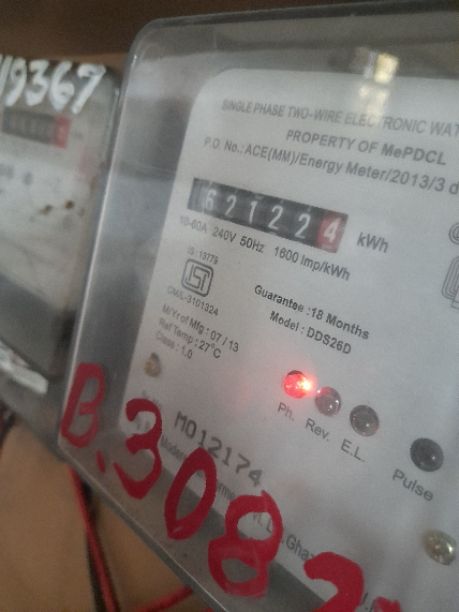 19367
SINGLE PHASE TWO-WIRE ELECTRONIC
PROPERTY OF MePDCL
P.O. No.: ACE(MM)/Energy Meter/2013/3
621224 kWh
10-60A 240V 50Hz 1600 Imp/kWh
IS:13779
CM/L-3101324
Guarantee :18 Months
Model : DDS26D
M/Yr of Mfg : 07 / 13
Ref Temp : 27°C
Class : 1.0
Ph. Rev. E.L. Pulse
M012174
B.308